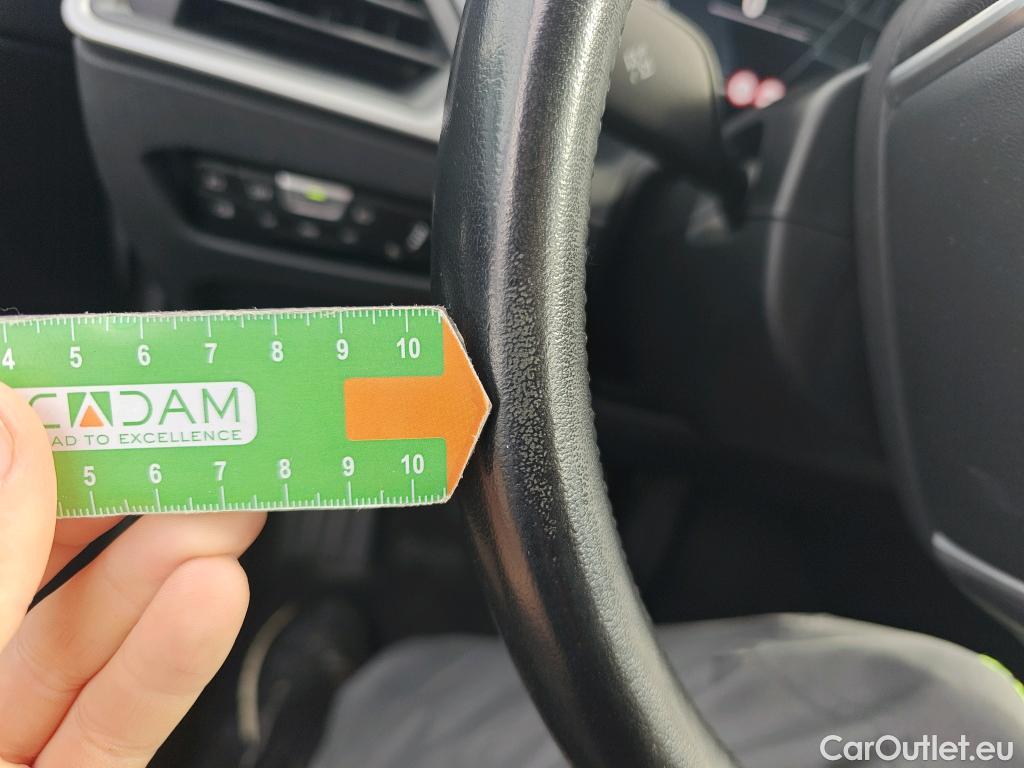 4 5 6 7 8 9 10
CADAM
AD TO EXCELLENCE
5 6 7 8 9 10
CarOutlet.eu